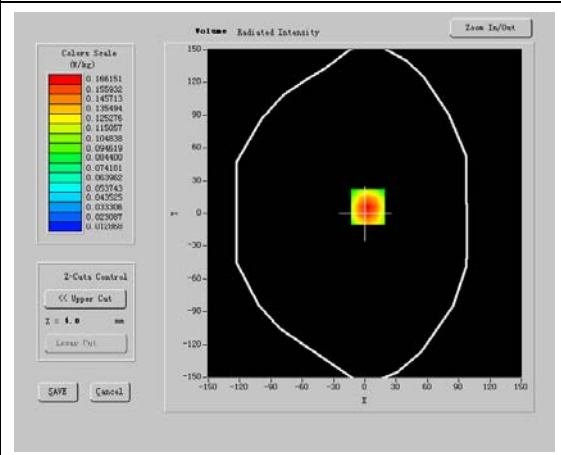 Volume Radiated Intensity
Zoom In/Out
Colors Scale
(W/kg)
0.166151
0.155932
0.145713
0.135494
0.125276
0.115057
0.104838
0.094619
0.084400
0.074181
0.063962
0.053743
0.043525
0.033306
0.023087
0.012868
150
120
90
60
30
0
-30
-60
-90
-120
-150
Y
-150 -120 -90 -60 -30 0 30 60 90 120 150
X
Z-Cuts Control
<< Upper Cut
Z = 4.0 mm
Lower Cut
SAVE Cancel